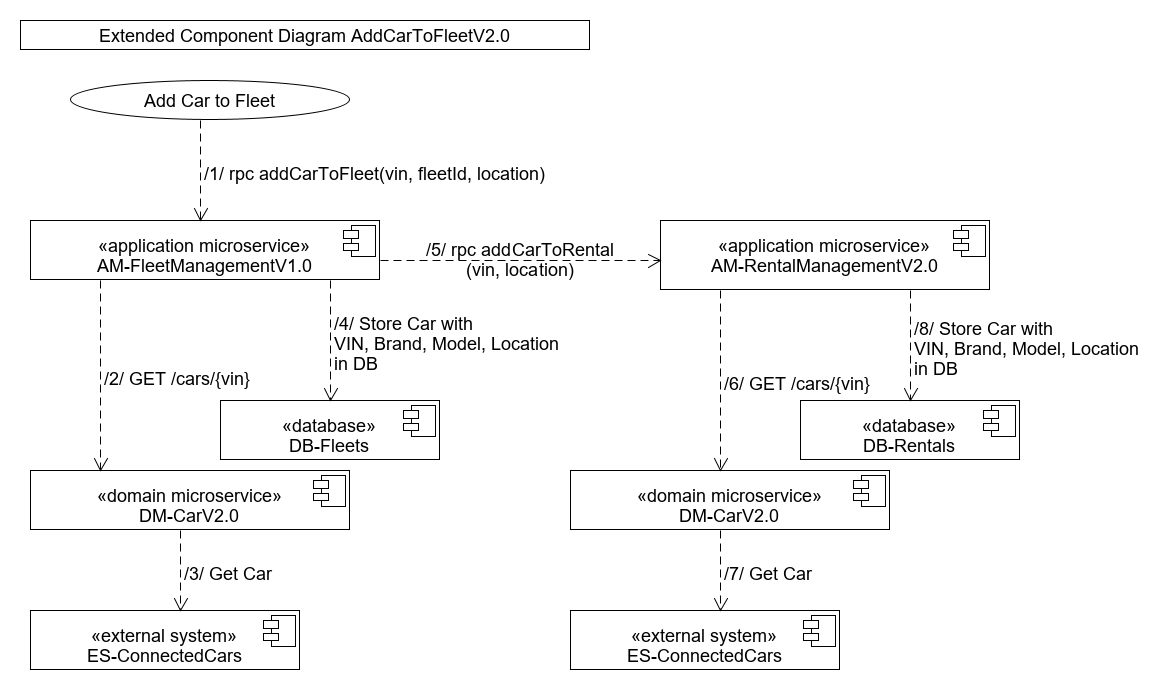 Extended Component Diagram AddCarToFleetV2.0
Add Car to Fleet
/1/ rpc addCarToFleet(vin, fleetId, location)
«application microservice»
AM-FleetManagementV1.0
/5/ rpc addCarToRental
(vin, location)
«application microservice»
AM-RentalManagementV2.0
/2/ GET /cars/{vin}
/4/ Store Car with
VIN, Brand, Model, Location
in DB
/6/ GET /cars/{vin}
/8/ Store Car with
VIN, Brand, Model, Location
in DB
«database»
DB-Fleets
«database»
DB-Rentals
«domain microservice»
DM-CarV2.0
«domain microservice»
DM-CarV2.0
/3/ Get Car
/7/ Get Car
«external system»
ES-ConnectedCars
«external system»
ES-ConnectedCars